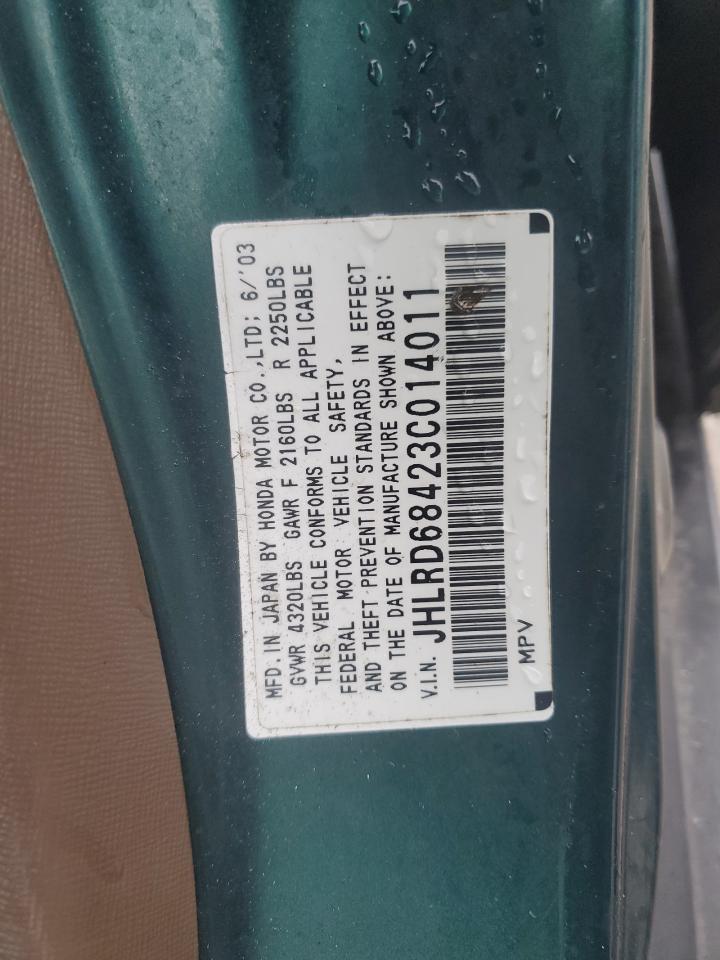 MFD. IN JAPAN BY HONDA MOTOR CO., LTD; 6/'03
GVWR 4320LBS GAWR F 2160LBS R 2250LBS
THIS VEHICLE CONFORMS TO ALL APPLICABLE
FEDERAL MOTOR VEHICLE SAFETY,
AND THEFT PREVENTION STANDARDS IN EFFECT
ON THE DATE OF MANUFACTURE SHOWN ABOVE:
V.I.N. JHLRD68423C014011
MPV